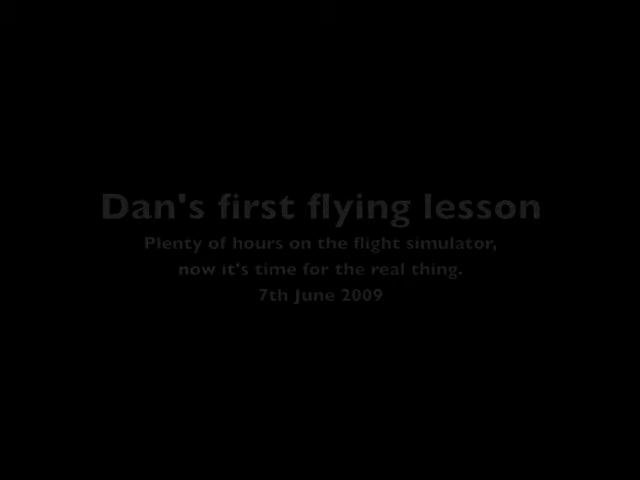 Dan's first flying lesson
Plenty of hours on the flight simulator,
now it's time for the real thing.
7th June 2009